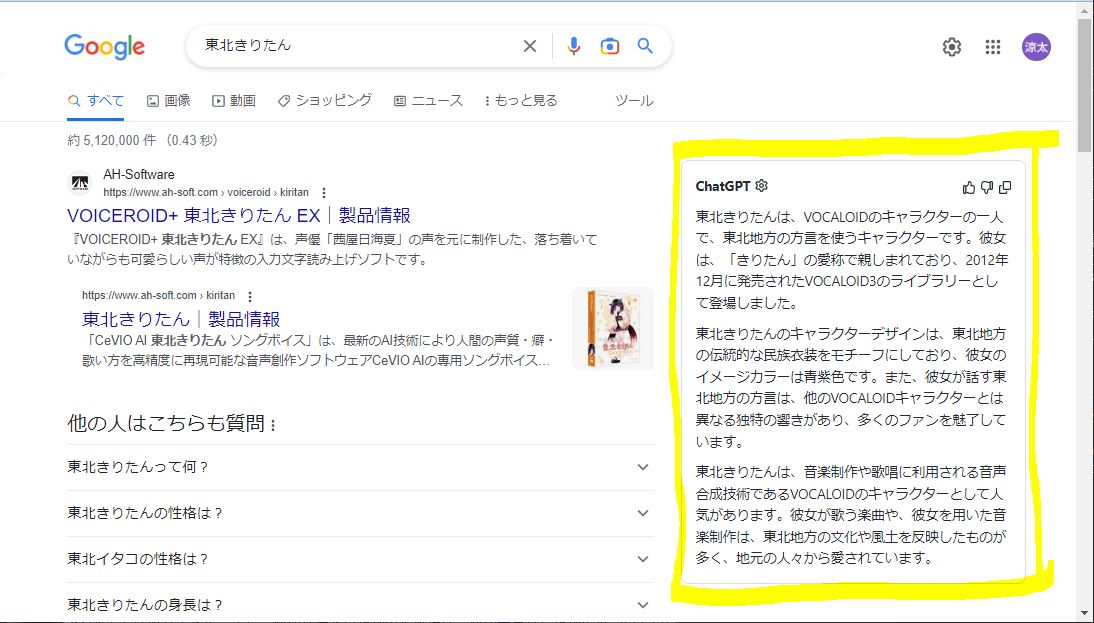 Google
東北きりたん
涼太
すべて 画像 動画 ショッピング ニュース もっと見る ツール
約 5,120,000 件 (0.43 秒)
AH-Software
https://www.ah-soft.com › voiceroid › kiritan
VOICEROID+ 東北きりたん EX｜製品情報
『VOICEROID+ 東北きりたん EX』は、声優「茜屋日海夏」の声を元に制作した、落ち着いて
いながらも可愛らしい声が特徴の入力文字読み上げソフトです。
https://www.ah-soft.com › kiritan
東北きりたん｜製品情報
「CeVIO AI 東北きりたん ソングボイス」は、最新のAI技術により人間の声質・癖・
歌い方を高精度に再現可能な音声創作ソフトウェアCeVIO AIの専用ソングボイス...
他の人はこちらも質問
東北きりたんって何？
東北きりたんの性格は？
東北イタコの性格は？
東北きりたんの身長は？
ChatGPT
東北きりたんは、VOCALOIDのキャラクターの一人
で、東北地方の方言を使うキャラクターです。彼女
は、「きりたん」の愛称で親しまれており、2012年
12月に発売されたVOCALOID3のライブラリーとし
て登場しました。
東北きりたんのキャラクターデザインは、東北地方
の伝統的な民族衣装をモチーフにしており、彼女の
イメージカラーは青紫色です。また、彼女が話す東
北地方の方言は、他のVOCALOIDキャラクターとは
異なる独特の響きがあり、多くのファンを魅了して
います。
東北きりたんは、音楽制作や歌唱に利用される音声
合成技術であるVOCALOIDのキャラクターとして人
気があります。彼女が歌う楽曲や、彼女を用いた音
楽制作は、東北地方の文化や風土を反映したものが
多く、地元の人々から愛されています。